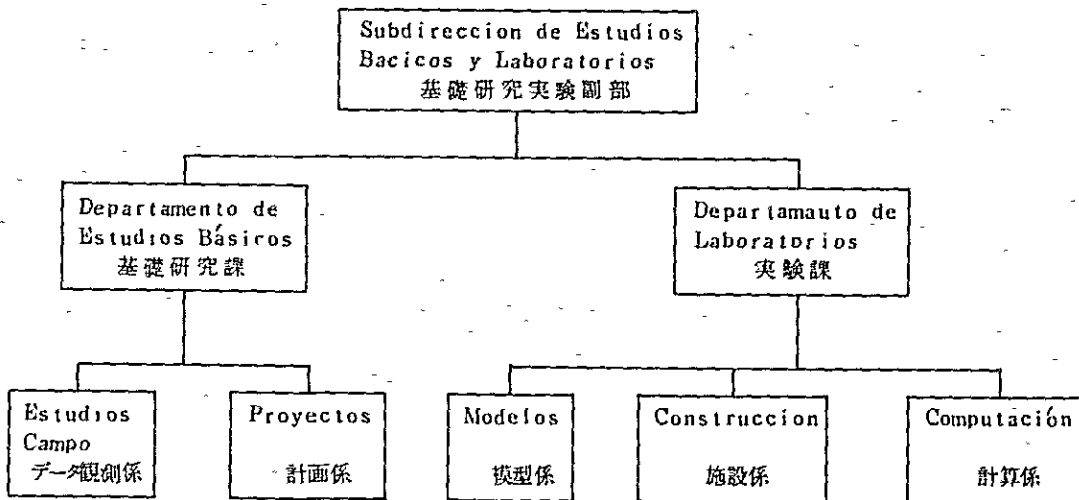 Subdireccion de Estudios
Bacicos y Laboratorios
基礎研究実験副部
Departamento de
Estudios Básicos
基礎研究課
Departamauto de
Laboratorios
実験課
Estudios
Campo
データ観測係
Proyectos
計画係
Modelos
模型係
Construccion
施設係
Computación
計算係